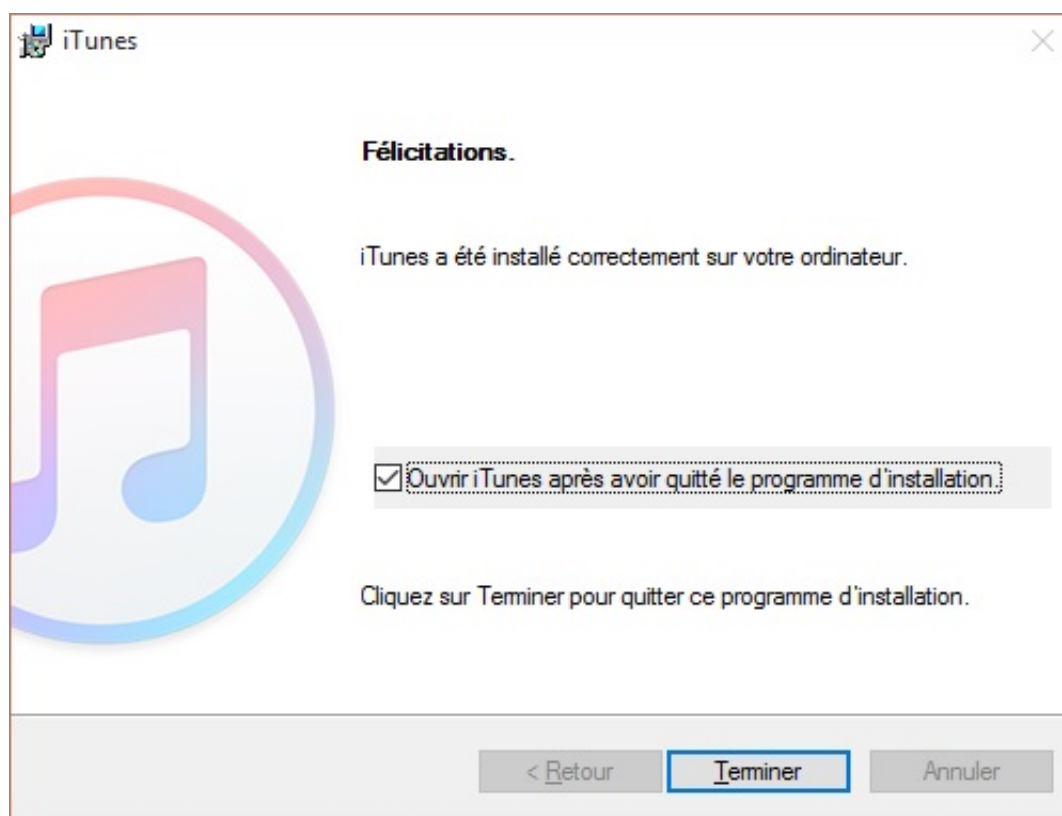 iTunes
Félicitations.
iTunes a été installé correctement sur votre ordinateur.
Ouvrir iTunes après avoir quitté le programme d'installation.
Cliquez sur Terminer pour quitter ce programme d'installation.
< Retour
Terminer
Annuler